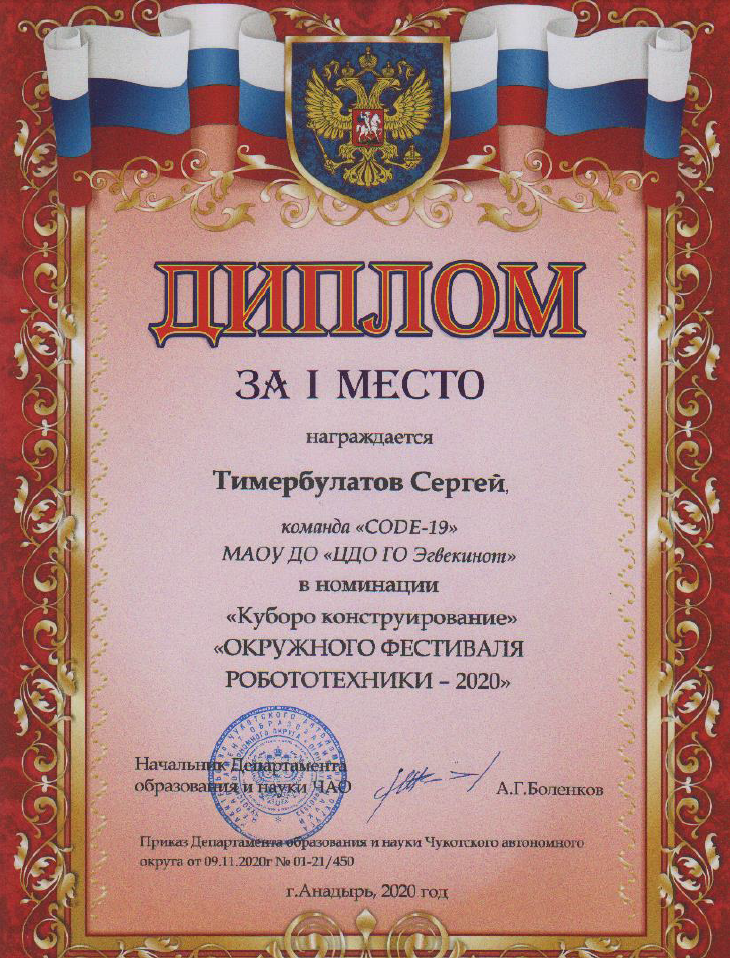 ДИПЛОМ
ЗА I МЕСТО
награждается
Тимербулатов Сергей,
команда «CODE-19»
МАОУ ДО «ЦДО ГО Эгвекинот»
в номинации
«Куборо конструирование»
«ОКРУЖНОГО ФЕСТИВАЛЯ
РОБОТОТЕХНИКИ – 2020»
Начальник Департамента
образования и науки ЧАО
А.Г.Боленков
Приказ Департамента образования и науки Чукотского автономного
округа от 09.11.2020г № 01-21/450
г.Анадырь, 2020 год